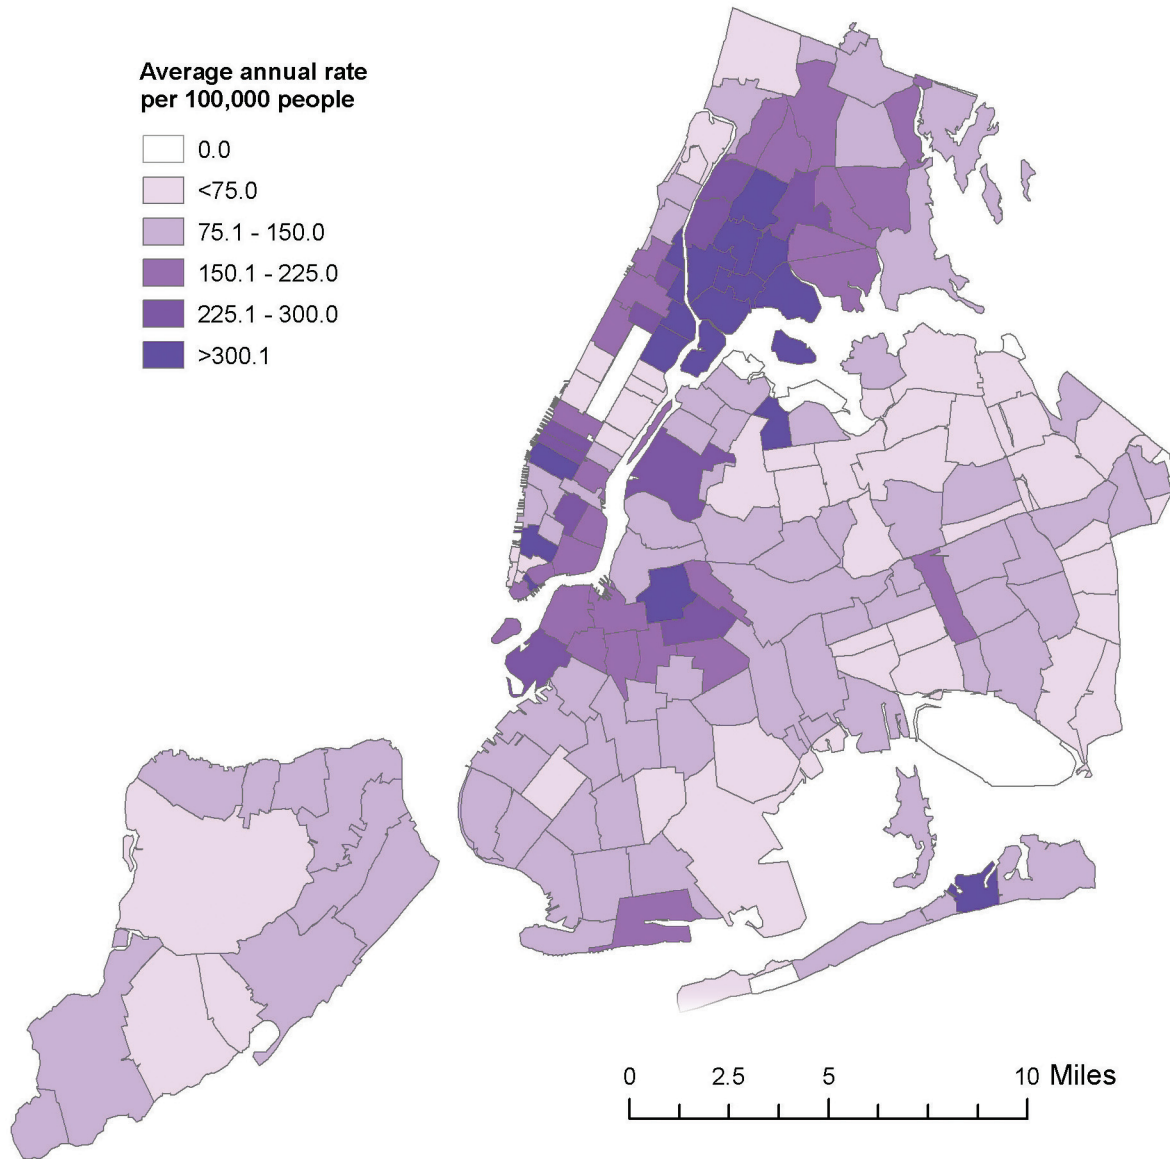 Average annual rate
per 100,000 people
0.0
<75.0
75.1 - 150.0
150.1 - 225.0
225.1 - 300.0
>300.1
0 2.5 5 10 Miles